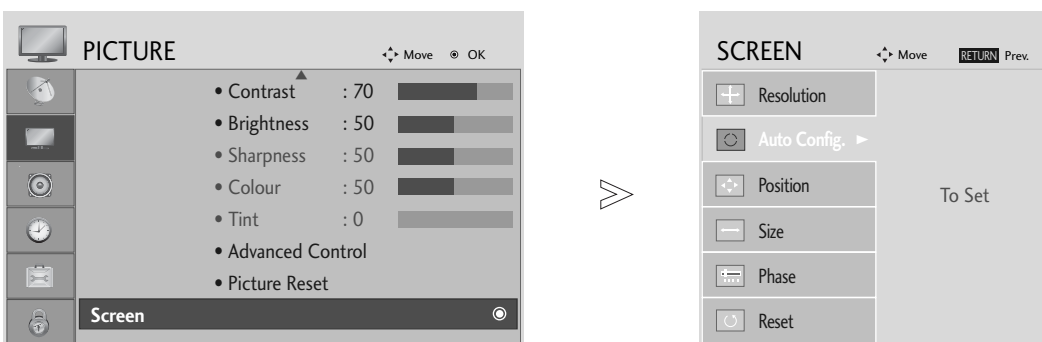 PICTURE
Move OK
• Contrast : 70
• Brightness : 50
• Sharpness : 50
• Colour : 50
• Tint : 0
• Advanced Control
• Picture Reset
Screen
SCREEN
Move RETURN Prev.
Resolution
Auto Config. ►
Position
Size
Phase
Reset
To Set